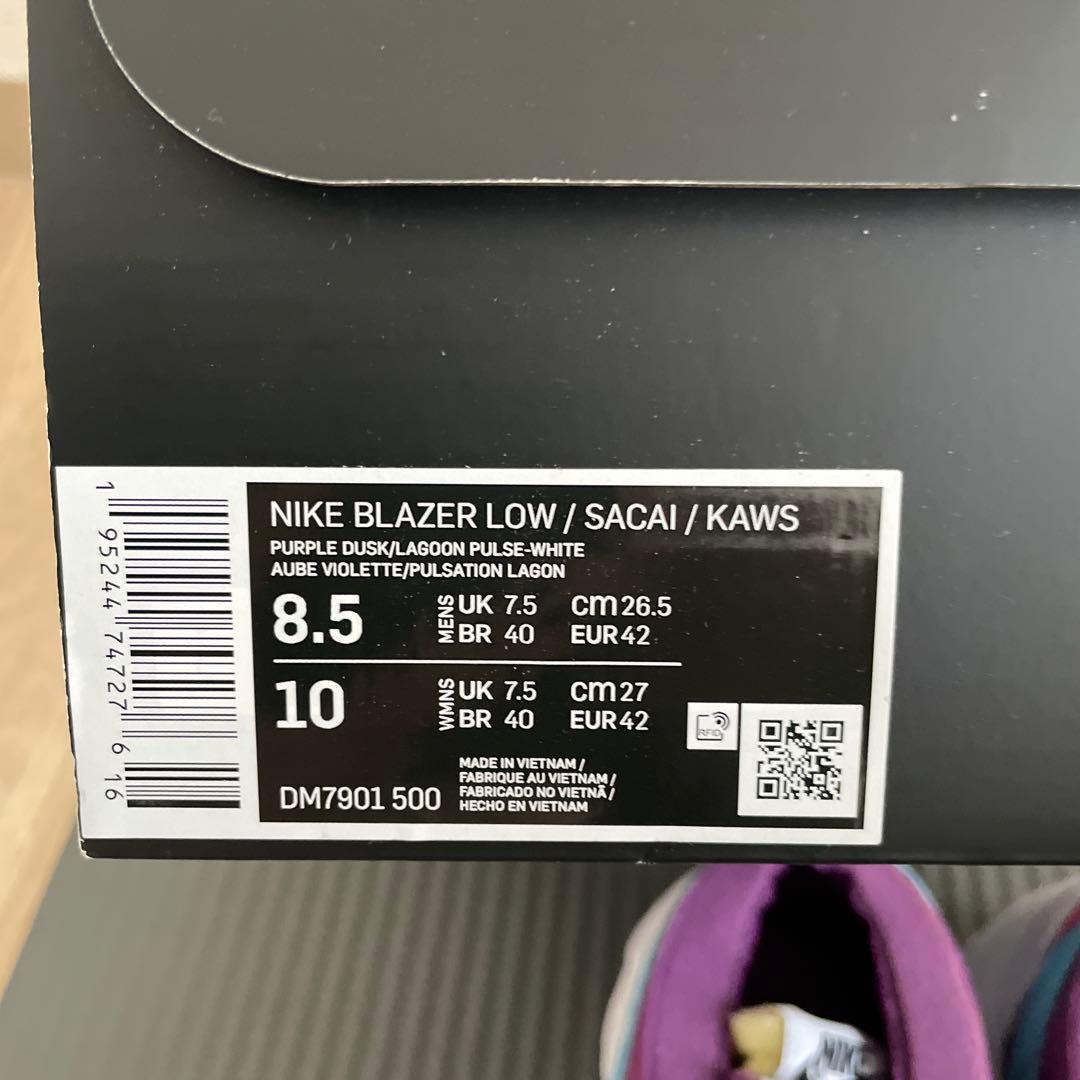 NIKE BLAZER LOW / SACAI / KAWS
PURPLE DUSK/LAGOON PULSE-WHITE
AUBE VIOLETTE/PULSATION LAGON
8.5 MENS UK 7.5 cm 26.5
BR 40 EUR 42
10 WMNS UK 7.5 cm 27
BR 40 EUR 42
RFID
MADE IN VIETNAM /
FABRIQUE AU VIETNAM /
FABRICADO NO VIETNÃ /
HECHO EN VIETNAM
DM7901 500
1 95244 74727 6 16
NIKE